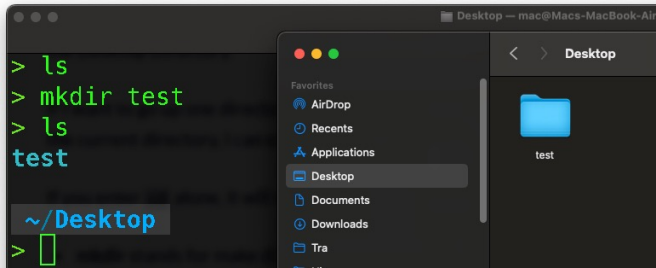 Desktop — mac@Macs-MacBook-Air
> ls
> mkdir test
> ls
test
~/Desktop
>
Favorites
AirDrop
Recents
Applications
Desktop
Documents
Downloads
Tra
Desktop
test